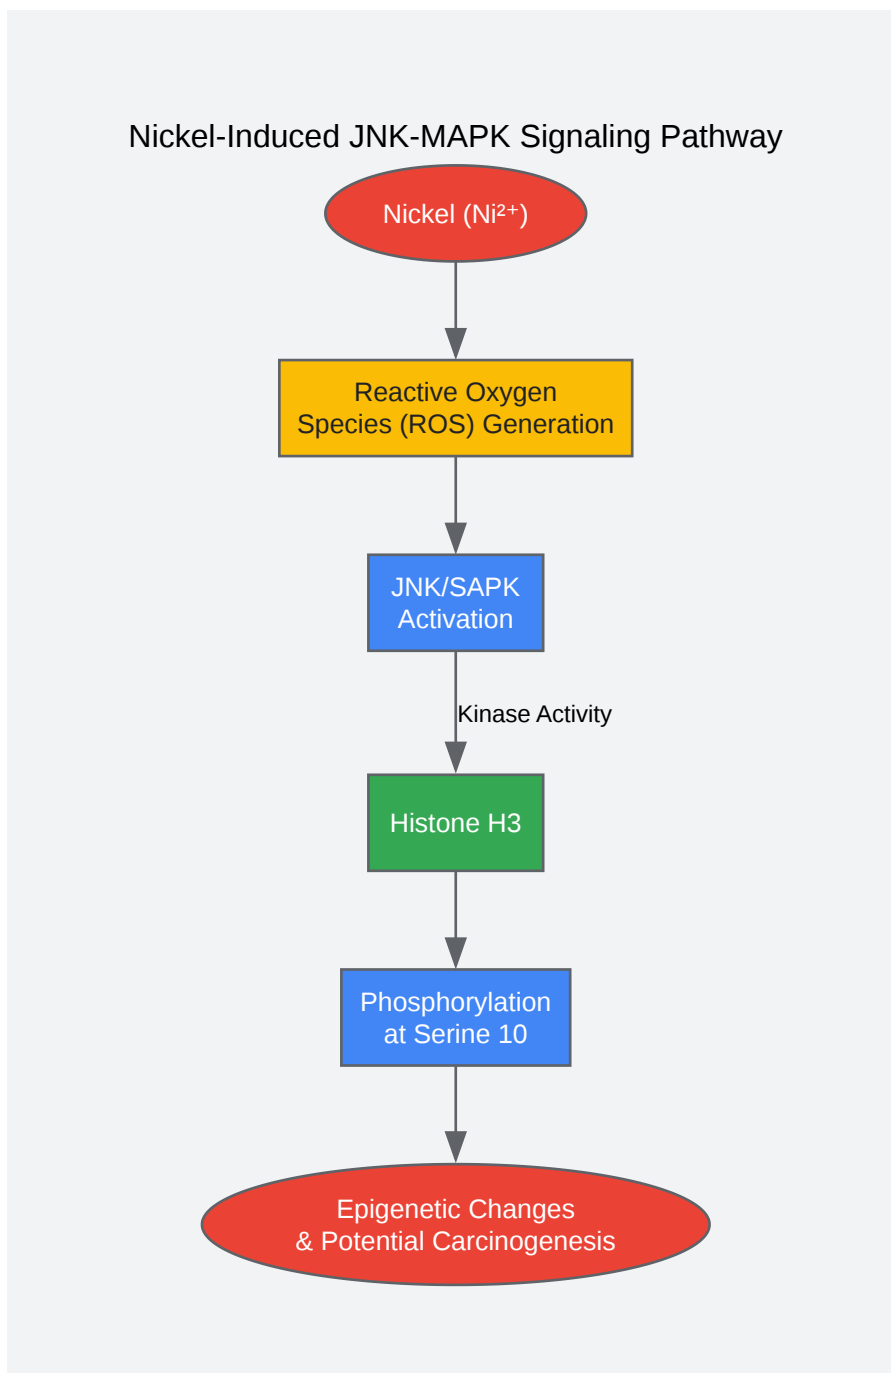 Nickel-Induced JNK-MAPK Signaling Pathway
Nickel (Ni²⁺)
Reactive Oxygen
Species (ROS) Generation
JNK/SAPK
Activation
Kinase Activity
Histone H3
Phosphorylation
at Serine 10
Epigenetic Changes
& Potential Carcinogenesis